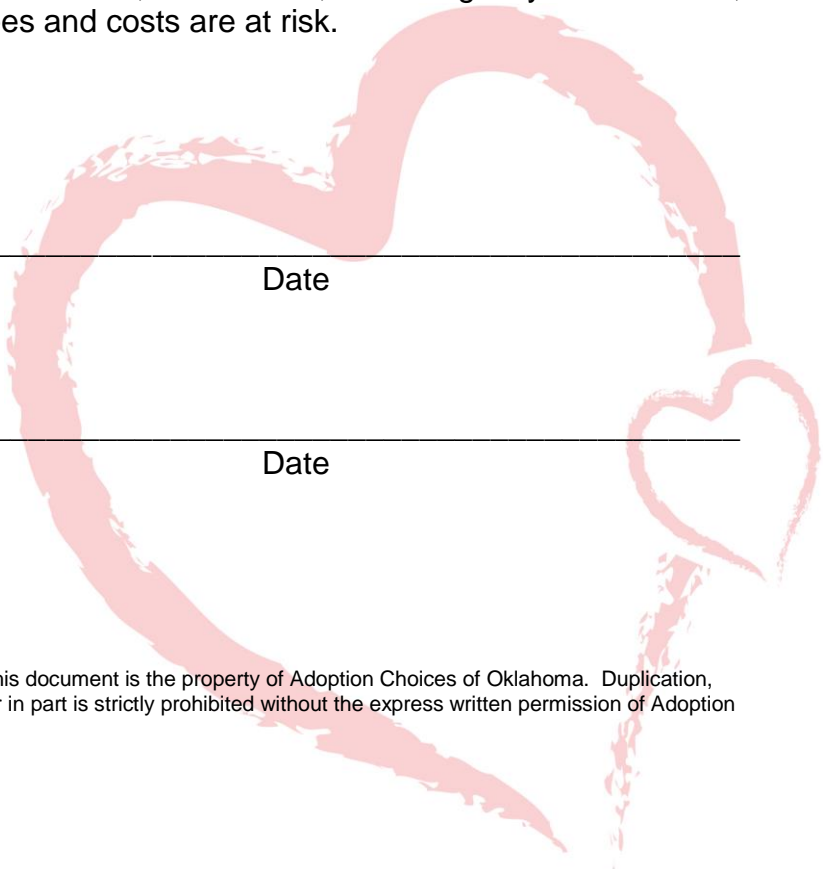 es and costs are at risk.
Date
Date
his document is the property of Adoption Choices of Oklahoma. Duplication,
r in part is strictly prohibited without the express written permission of Adoption